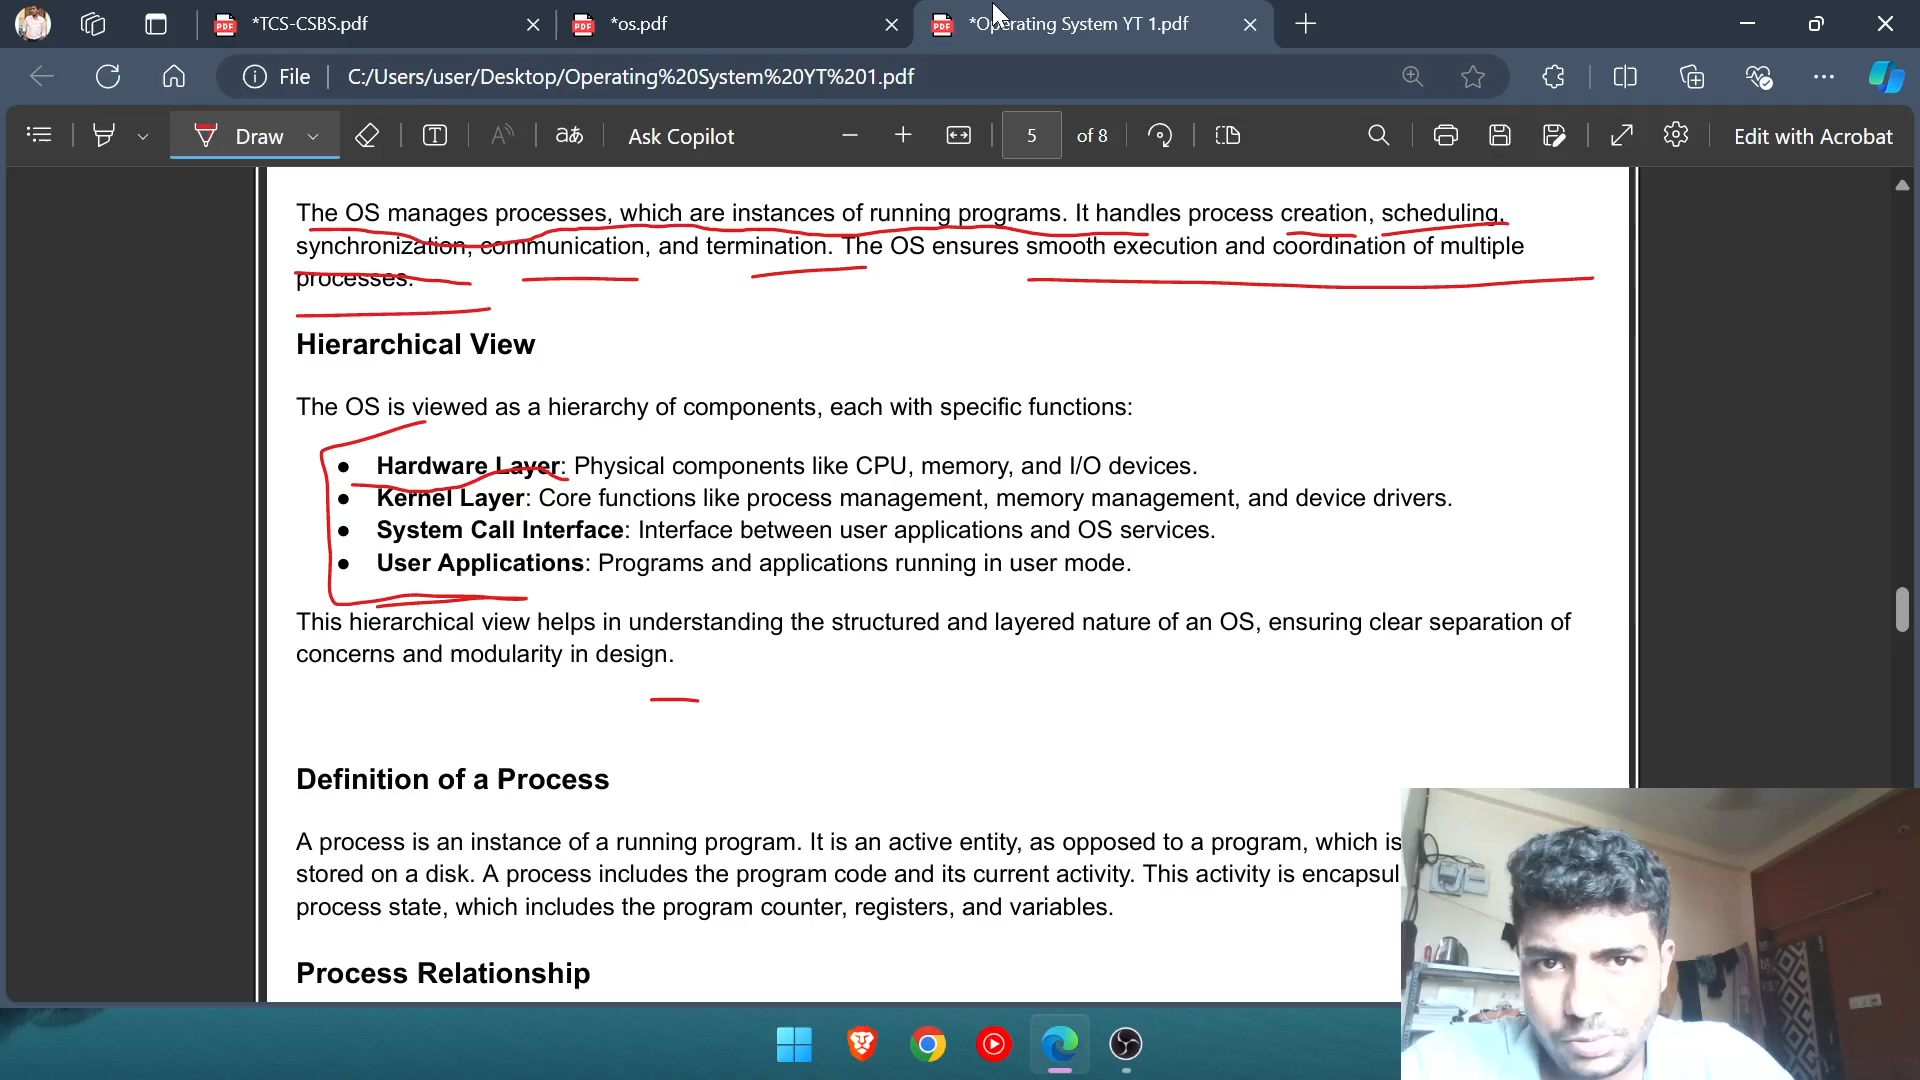 *TCS-CSBS.pdf
*os.pdf
*Operating System YT 1.pdf
File
C:/Users/user/Desktop/Operating%20System%20YT%201.pdf
Draw
Ask Copilot
5 of 8
Edit with Acrobat
The OS manages processes, which are instances of running programs. It handles process creation, scheduling,
synchronization, communication, and termination. The OS ensures smooth execution and coordination of multiple
processes.
Hierarchical View
The OS is viewed as a hierarchy of components, each with specific functions:
● Hardware Layer: Physical components like CPU, memory, and I/O devices.
● Kernel Layer: Core functions like process management, memory management, and device drivers.
● System Call Interface: Interface between user applications and OS services.
● User Applications: Programs and applications running in user mode.
This hierarchical view helps in understanding the structured and layered nature of an OS, ensuring clear separation of
concerns and modularity in design.
Definition of a Process
A process is an instance of a running program. It is an active entity, as opposed to a program, which is
stored on a disk. A process includes the program code and its current activity. This activity is encapsul
process state, which includes the program counter, registers, and variables.
Process Relationship